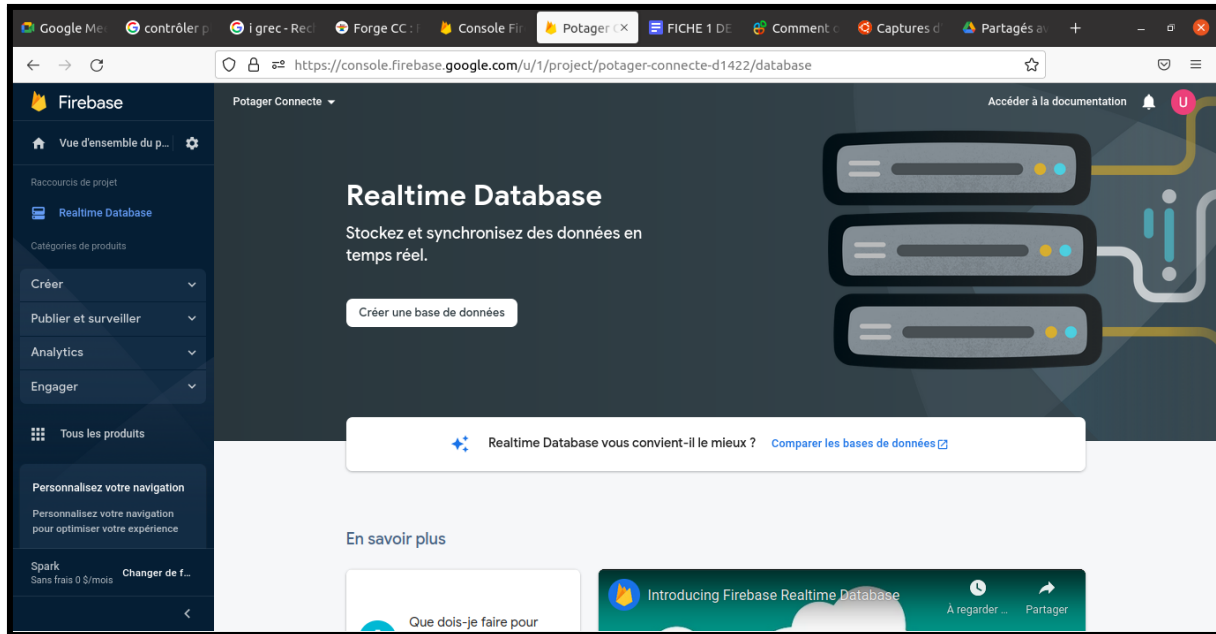 Google Me
contrôler p
i grec - Rec
Forge CC : F
Console Fir
Potager C
FICHE 1 DE
Comment o
Captures d'
Partagés av
https://console.firebase.google.com/u/1/project/potager-connecte-d1422/database
Firebase
Potager Connecte
Accéder à la documentation
U
Vue d'ensemble du p...
Raccourcis de projet
Realtime Database
Catégories de produits
Créer
Publier et surveiller
Analytics
Engager
Tous les produits
Personnalisez votre navigation
Personnalisez votre navigation
pour optimiser votre expérience
Spark
Sans frais 0 $/mois
Changer de f...
Realtime Database
Stockez et synchronisez des données en
temps réel.
Créer une base de données
Realtime Database vous convient-il le mieux ? Comparer les bases de données
En savoir plus
Que dois-je faire pour
Introducing Firebase Realtime Database
À regarder ...
Partager